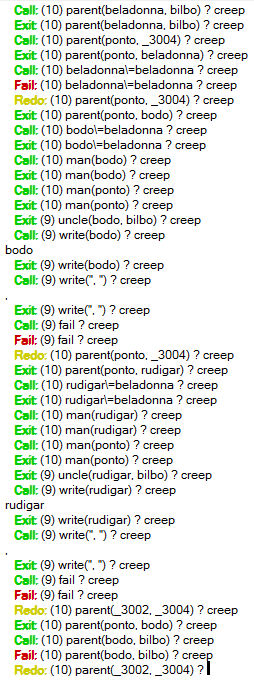 Call: (10) parent(beladonna, bilbo) ? creep
Exit: (10) parent(beladonna, bilbo) ? creep
Call: (10) parent(ponto, _3004) ? creep
Exit: (10) parent(ponto, beladonna) ? creep
Call: (10) beladonna\=beladonna ? creep
Fail: (10) beladonna\=beladonna ? creep
Redo: (10) parent(ponto, _3004) ? creep
Exit: (10) parent(ponto, bodo) ? creep
Call: (10) bodo\=beladonna ? creep
Exit: (10) bodo\=beladonna ? creep
Call: (10) man(bodo) ? creep
Exit: (10) man(bodo) ? creep
Call: (10) man(ponto) ? creep
Exit: (10) man(ponto) ? creep
Exit: (9) uncle(bodo, bilbo) ? creep
Call: (9) write(bodo) ? creep
bodo
Exit: (9) write(bodo) ? creep
Call: (9) write(", ") ? creep
,
Exit: (9) write(", ") ? creep
Call: (9) fail ? creep
Fail: (9) fail ? creep
Redo: (10) parent(ponto, _3004) ? creep
Exit: (10) parent(ponto, rudigar) ? creep
Call: (10) rudigar\=beladonna ? creep
Exit: (10) rudigar\=beladonna ? creep
Call: (10) man(rudigar) ? creep
Exit: (10) man(rudigar) ? creep
Call: (10) man(ponto) ? creep
Exit: (10) man(ponto) ? creep
Exit: (9) uncle(rudigar, bilbo) ? creep
Call: (9) write(rudigar) ? creep
rudigar
Exit: (9) write(rudigar) ? creep
Call: (9) write(", ") ? creep
,
Exit: (9) write(", ") ? creep
Call: (9) fail ? creep
Fail: (9) fail ? creep
Redo: (10) parent(_3002, _3004) ? creep
Exit: (10) parent(ponto, bodo) ? creep
Call: (10) parent(bodo, bilbo) ? creep
Fail: (10) parent(bodo, bilbo) ? creep
Redo: (10) parent(_3002, _3004) ?